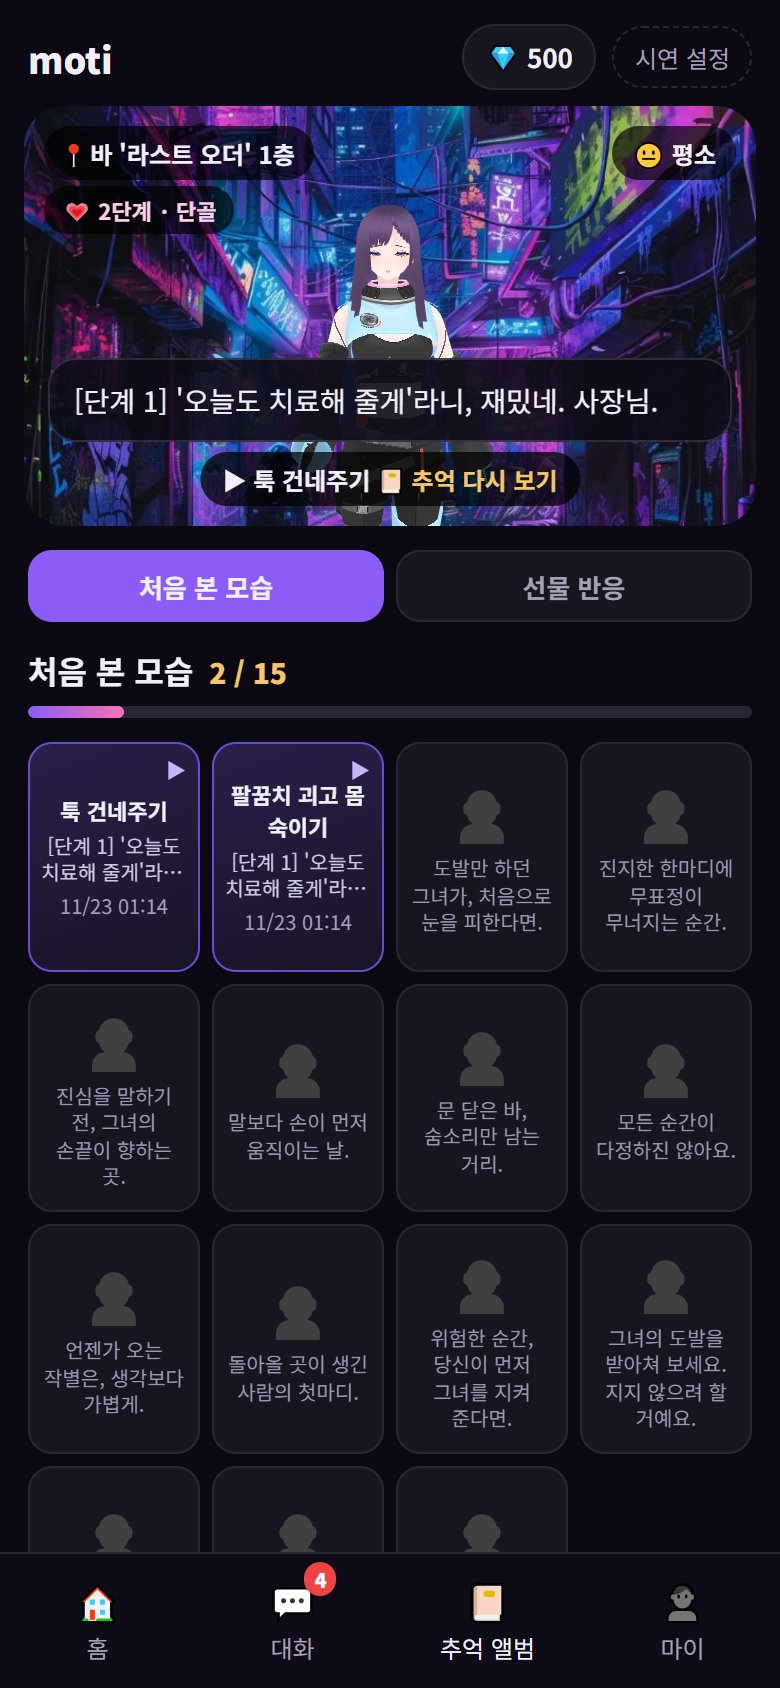 moti
500
시연 설정
바 '라스트 오더' 1층
평소
2단계 · 단골
[단계 1] '오늘도 치료해 줄게'라니, 재밌네. 사장님.
▶ 툭 건네주기 추억 다시 보기
처음 본 모습
선물 반응
처음 본 모습 2 / 15
툭 건네주기
[단계 1] '오늘도
치료해 줄게'라…
11/23 01:14
팔꿈치 괴고 몸
숙이기
[단계 1] '오늘도
치료해 줄게'라…
11/23 01:14
도발만 하던
그녀가, 처음으로
눈을 피한다면.
진지한 한마디에
무표정이
무너지는 순간.
진심을 말하기
전, 그녀의
손끝이 향하는
곳.
말보다 손이 먼저
움직이는 날.
문 닫은 바,
숨소리만 남는
거리.
모든 순간이
다정하진 않아요.
언젠가 오는
작별은, 생각보다
가볍게.
돌아올 곳이 생긴
사람의 첫마디.
위험한 순간,
당신이 먼저
그녀를 지켜
준다면.
그녀의 도발을
받아쳐 보세요.
지지 않으려 할
거예요.
홈
4
대화
추억 앨범
마이